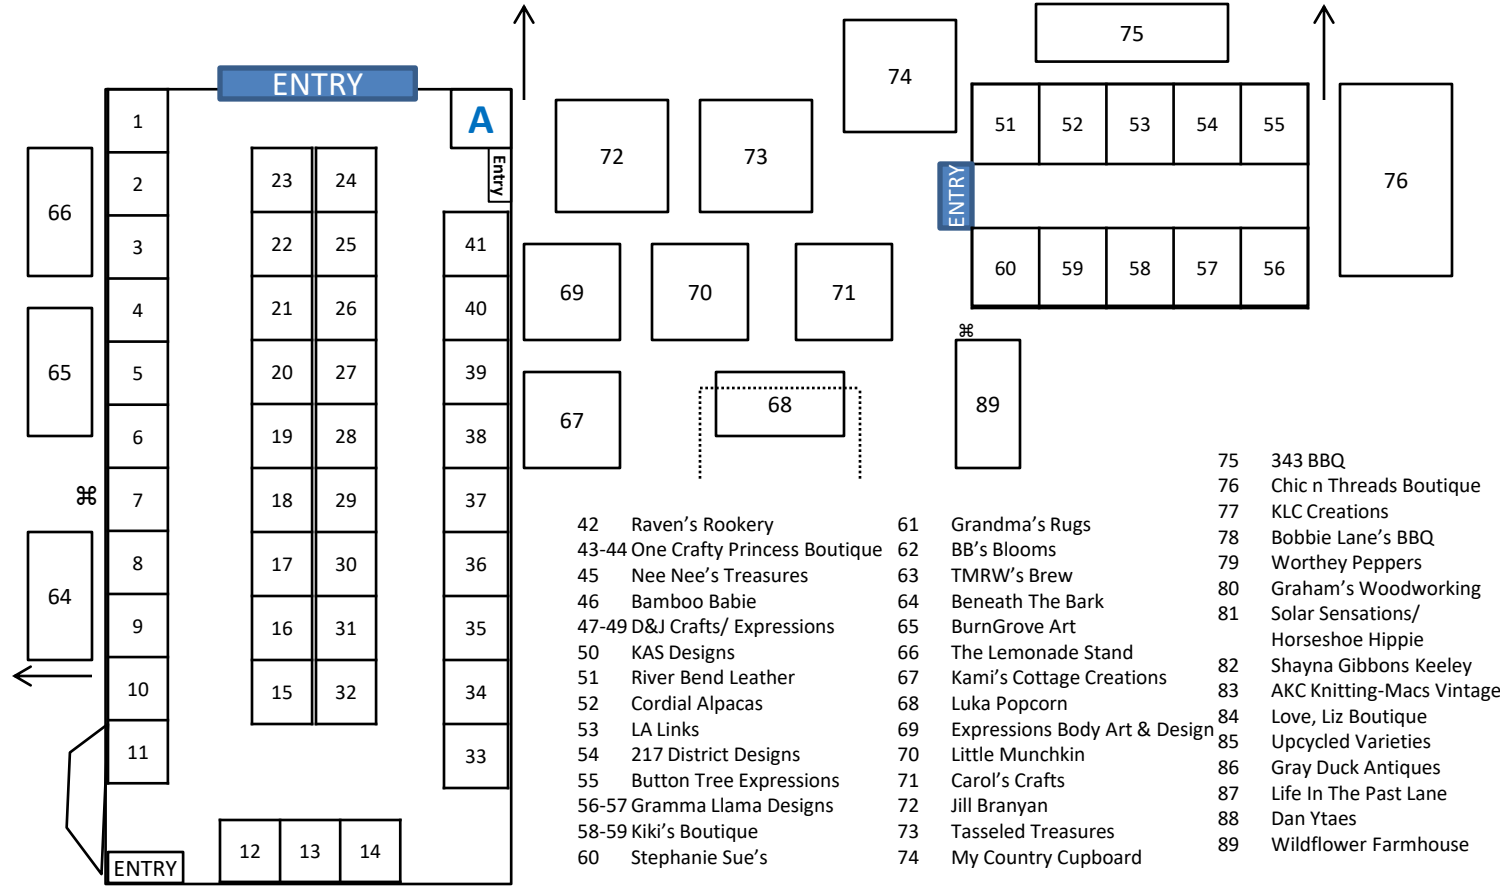 75
74
ENTRY
A
1
51
52
53
54
55
72
73
Entry
2
23
24
76
ENTRY
66
3
22
25
41
60
59
58
57
56
69
70
71
4
21
26
40
⌘
65
5
20
27
39
67
68
89
6
19
28
38
⌘
7
18
29
37
8
17
30
36
64
9
16
31
35
10
15
32
34
11
33
12
13
14
ENTRY
42 Raven's Rookery
43-44 One Crafty Princess Boutique
45 Nee Nee's Treasures
46 Bamboo Babie
47-49 D&J Crafts/ Expressions
50 KAS Designs
51 River Bend Leather
52 Cordial Alpacas
53 LA Links
54 217 District Designs
55 Button Tree Expressions
56-57 Gramma Llama Designs
58-59 Kiki's Boutique
60 Stephanie Sue's
61 Grandma's Rugs
62 BB's Blooms
63 TMRW's Brew
64 Beneath The Bark
65 BurnGrove Art
66 The Lemonade Stand
67 Kami's Cottage Creations
68 Luka Popcorn
69 Expressions Body Art & Design
70 Little Munchkin
71 Carol's Crafts
72 Jill Branyan
73 Tasseled Treasures
74 My Country Cupboard
75 343 BBQ
76 Chic n Threads Boutique
77 KLC Creations
78 Bobbie Lane's BBQ
79 Worthey Peppers
80 Graham's Woodworking
81 Solar Sensations/
Horseshoe Hippie
82 Shayna Gibbons Keeley
83 AKC Knitting-Macs Vintage
84 Love, Liz Boutique
85 Upcycled Varieties
86 Gray Duck Antiques
87 Life In The Past Lane
88 Dan Ytaes
89 Wildflower Farmhouse